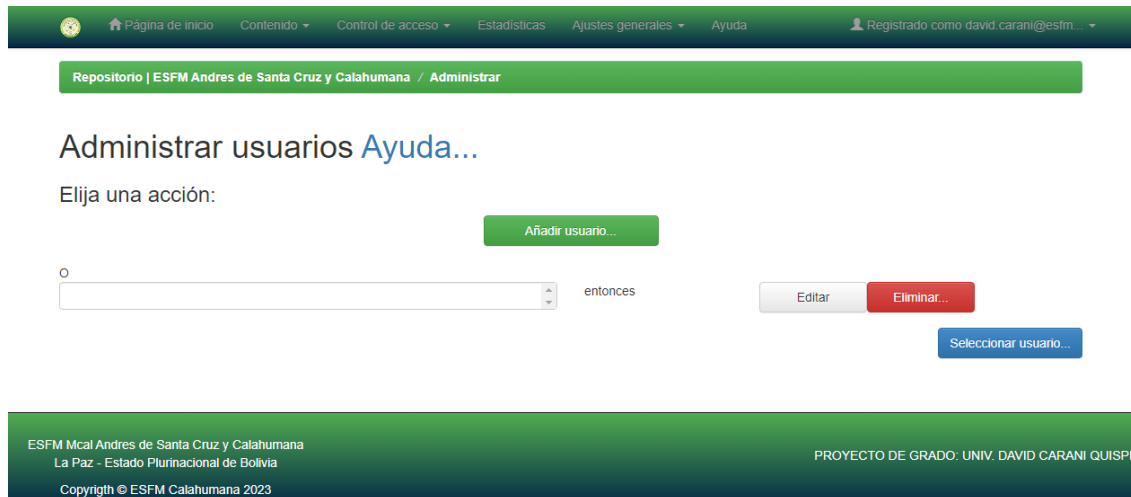 Página de inicio Contenido Control de acceso Estadísticas Ajustes generales Ayuda Registrado como david.carani@esfm...
Repositorio | ESFM Andres de Santa Cruz y Calahumana / Administrar
Administrar usuarios Ayuda...
Elija una acción:
Añadir usuario...
O
entonces Editar Eliminar...
Seleccionar usuario...
ESFM Mcal Andres de Santa Cruz y Calahumana
La Paz - Estado Plurinacional de Bolivia
PROYECTO DE GRADO: UNIV. DAVID CARANI QUISP
Copyrigth © ESFM Calahumana 2023